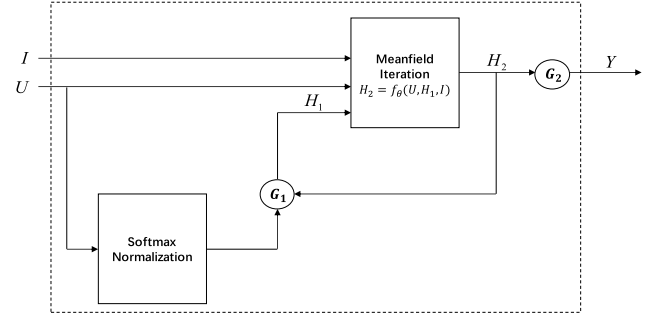 I
U
Meanfield
Iteration
H₂ = fθ(U,H₁,I)
H₁
H₂
G₂
Y
G₁
Softmax
Normalization